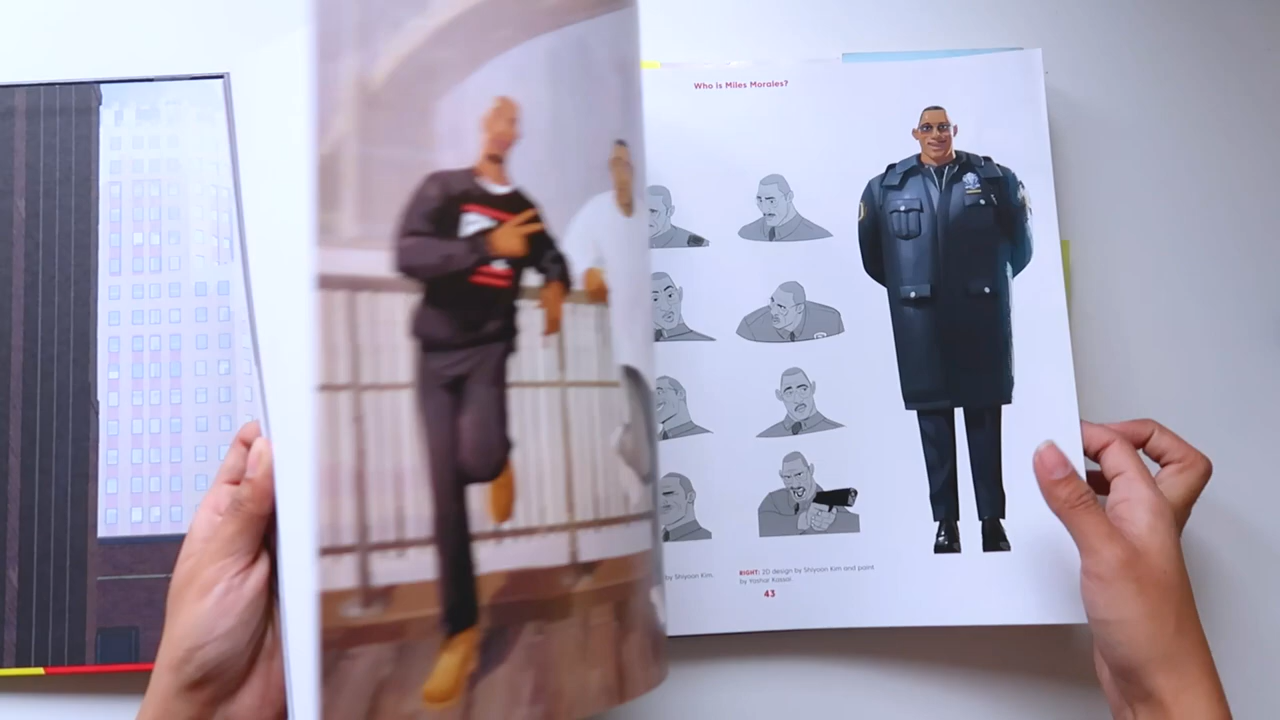 Who is Miles Morales?
by Shiyoon Kim.
RIGHT: 2D design by Shiyoon Kim and paint
by Yashar Kassai.
43